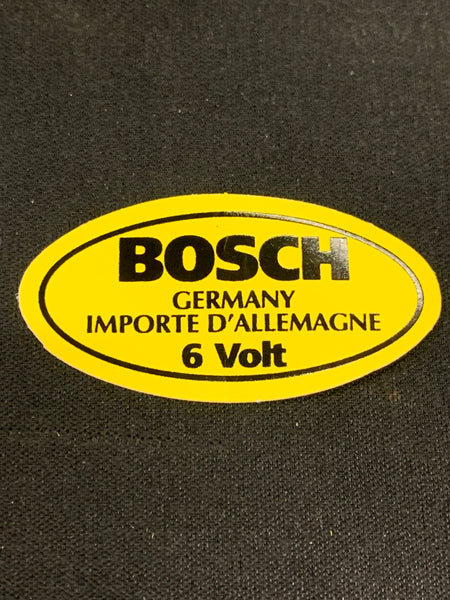 BOSCH
GERMANY
IMPORTE D'ALLEMAGNE
6 Volt